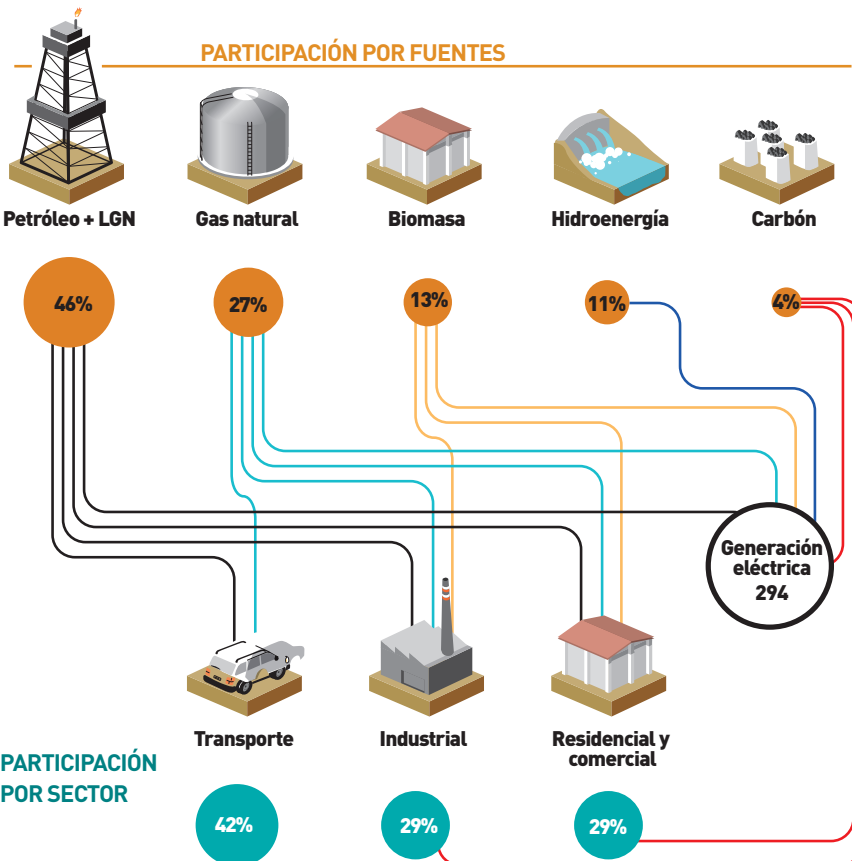 PARTICIPACIÓN POR FUENTES
Petróleo + LGN
Gas natural
Biomasa
Hidroenergía
Carbón
46%
27%
13%
11%
4%
Generación
eléctrica
294
Transporte
Industrial
Residencial y
comercial
PARTICIPACIÓN
POR SECTOR
42%
29%
29%